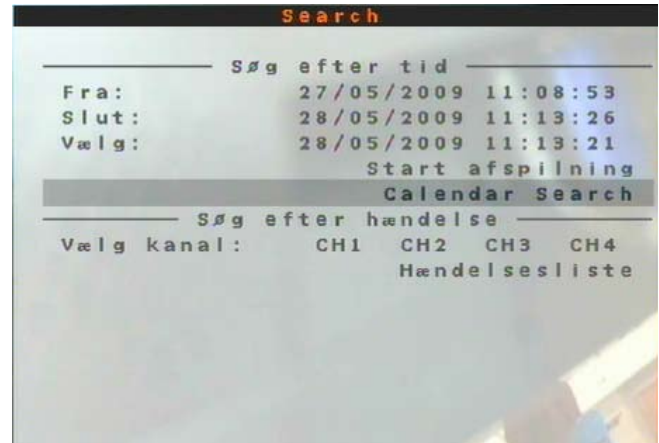 Search
Søg efter tid
Fra: 27/05/2009 11:08:53
Slut: 28/05/2009 11:13:26
Vælg: 28/05/2009 11:13:21
Start afspilning
Calendar Search
Søg efter hændelse
Vælg kanal: CH1 CH2 CH3 CH4
Hændelsesliste